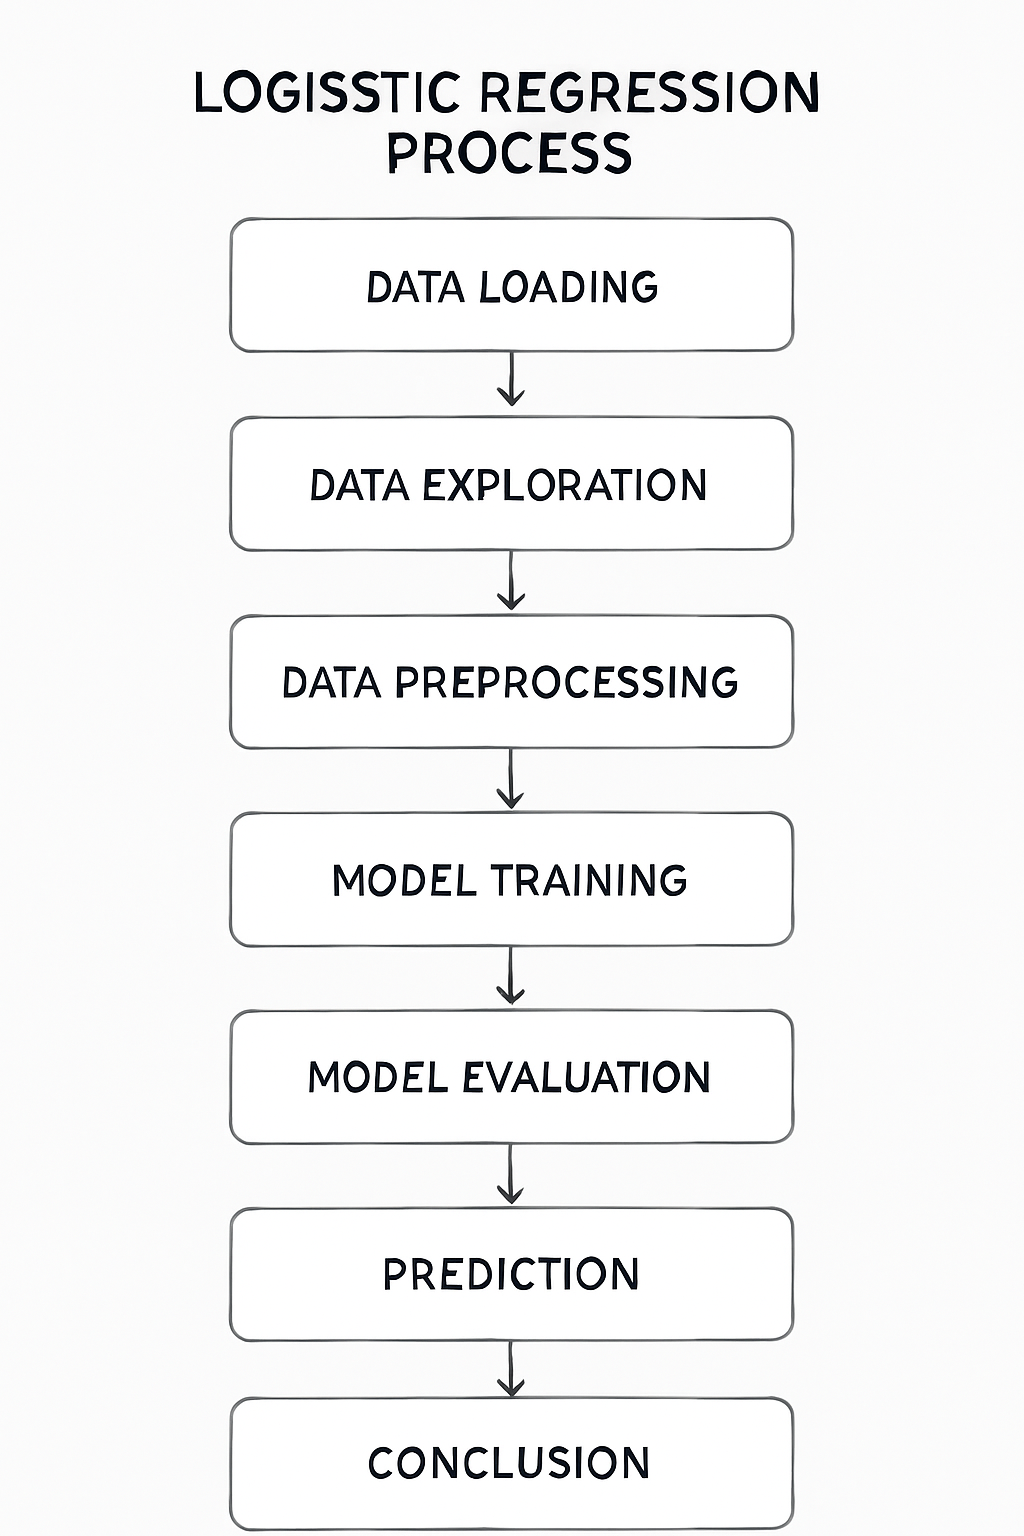 LOGISSTIC REGRESSION
PROCESS
DATA LOADING
DATA EXPLORATION
DATA PREPROCESSING
MODEL TRAINING
MODEL EVALUATION
PREDICTION
CONCLUSION